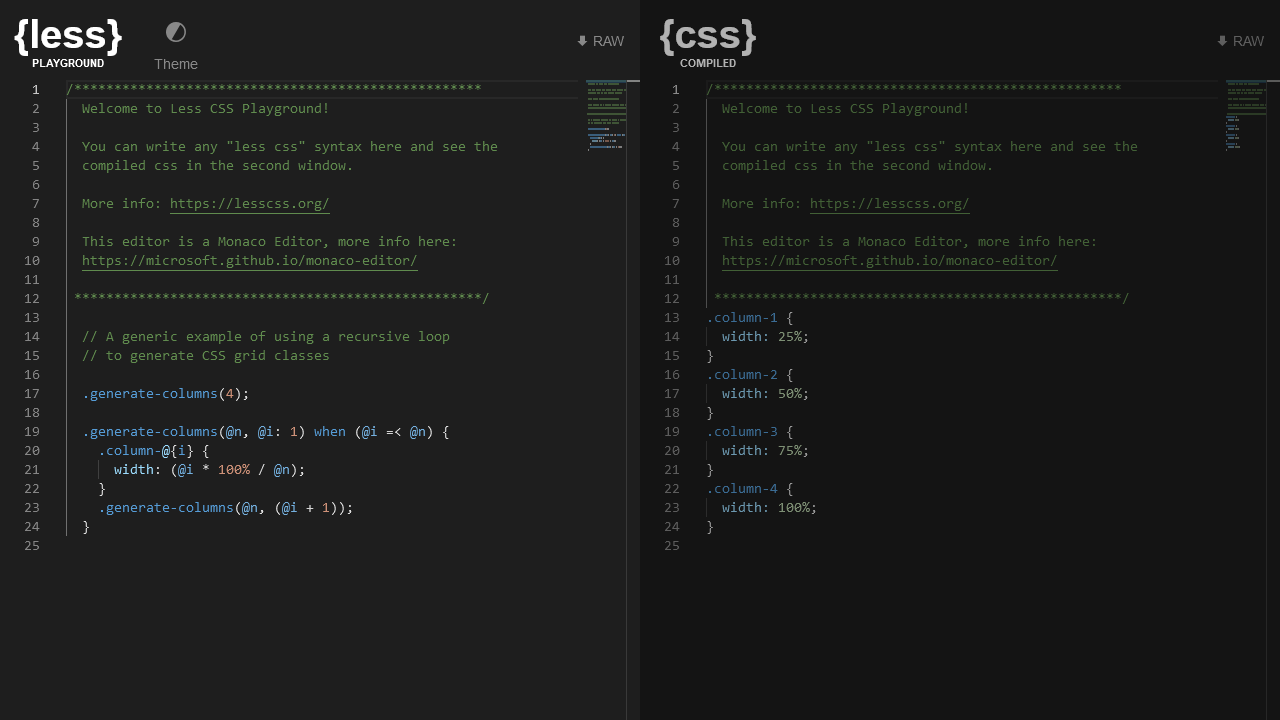 {less}
PLAYGROUND
Theme
RAW
1 /***************************************************
2 Welcome to Less CSS Playground!
3
4 You can write any "less css" syntax here and see the
5 compiled css in the second window.
6
7 More info: https://lesscss.org/
8
9 This editor is a Monaco Editor, more info here:
10 https://microsoft.github.io/monaco-editor/
11
12 ***************************************************/
13
14 // A generic example of using a recursive loop
15 // to generate CSS grid classes
16
17 .generate-columns(4);
18
19 .generate-columns(@n, @i: 1) when (@i =< @n) {
20 .column-@{i} {
21 width: (@i * 100% / @n);
22 }
23 .generate-columns(@n, (@i + 1));
24 }
25
{css}
COMPILED
RAW
1 /***************************************************
2 Welcome to Less CSS Playground!
3
4 You can write any "less css" syntax here and see the
5 compiled css in the second window.
6
7 More info: https://lesscss.org/
8
9 This editor is a Monaco Editor, more info here:
10 https://microsoft.github.io/monaco-editor/
11
12 ***************************************************/
13 .column-1 {
14 width: 25%;
15 }
16 .column-2 {
17 width: 50%;
18 }
19 .column-3 {
20 width: 75%;
21 }
22 .column-4 {
23 width: 100%;
24 }
25